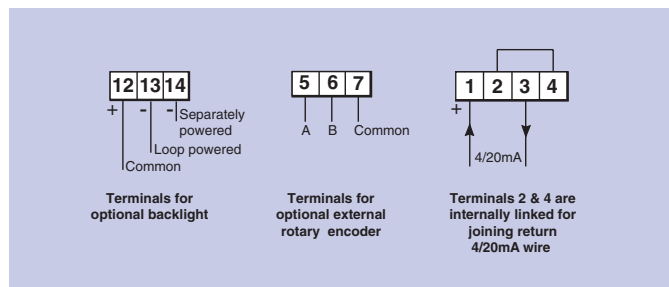 12 13 14
+ - -
Separately
powered
Loop powered
Common
Terminals for
optional backlight
5 6 7
A B Common
Terminals for
optional external
rotary encoder
1 2 3 4
+
4/20mA
Terminals 2 & 4 are
internally linked for
joining return
4/20mA wire